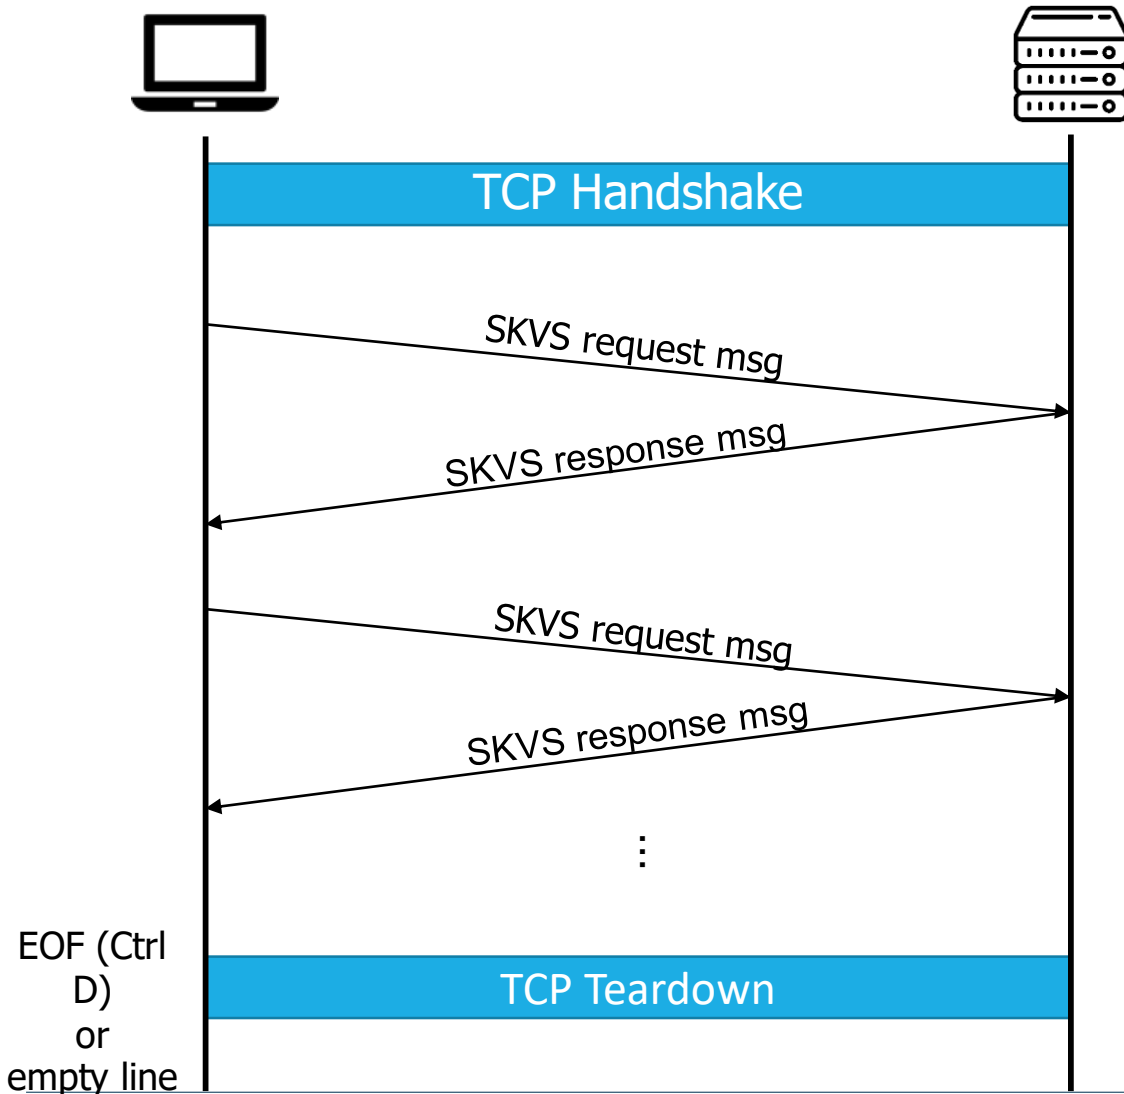 TCP Handshake
SKVS request msg
SKVS response msg
SKVS request msg
SKVS response msg
...
EOF (Ctrl
D)
or
empty line
TCP Teardown